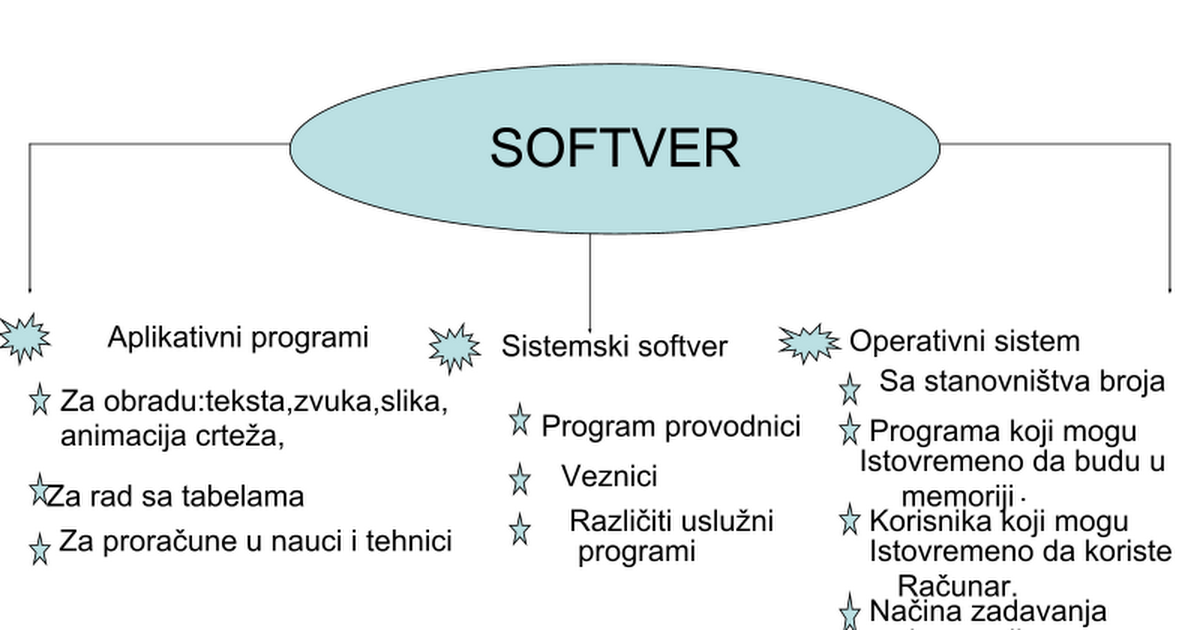 SOFTVER
Aplikativni programi
Za obradu:teksta,zvuka,slika,
animacija crteža,
Za rad sa tabelama
Za proračune u nauci i tehnici
Sistemski softver
Program provodnici
Veznici
Različiti uslužni
programi
Operativni sistem
Sa stanovništva broja
Programa koji mogu
Istovremeno da budu u
memoriji.
Korisnika koji mogu
Istovremeno da koriste
Računar.
Načina zadavanja